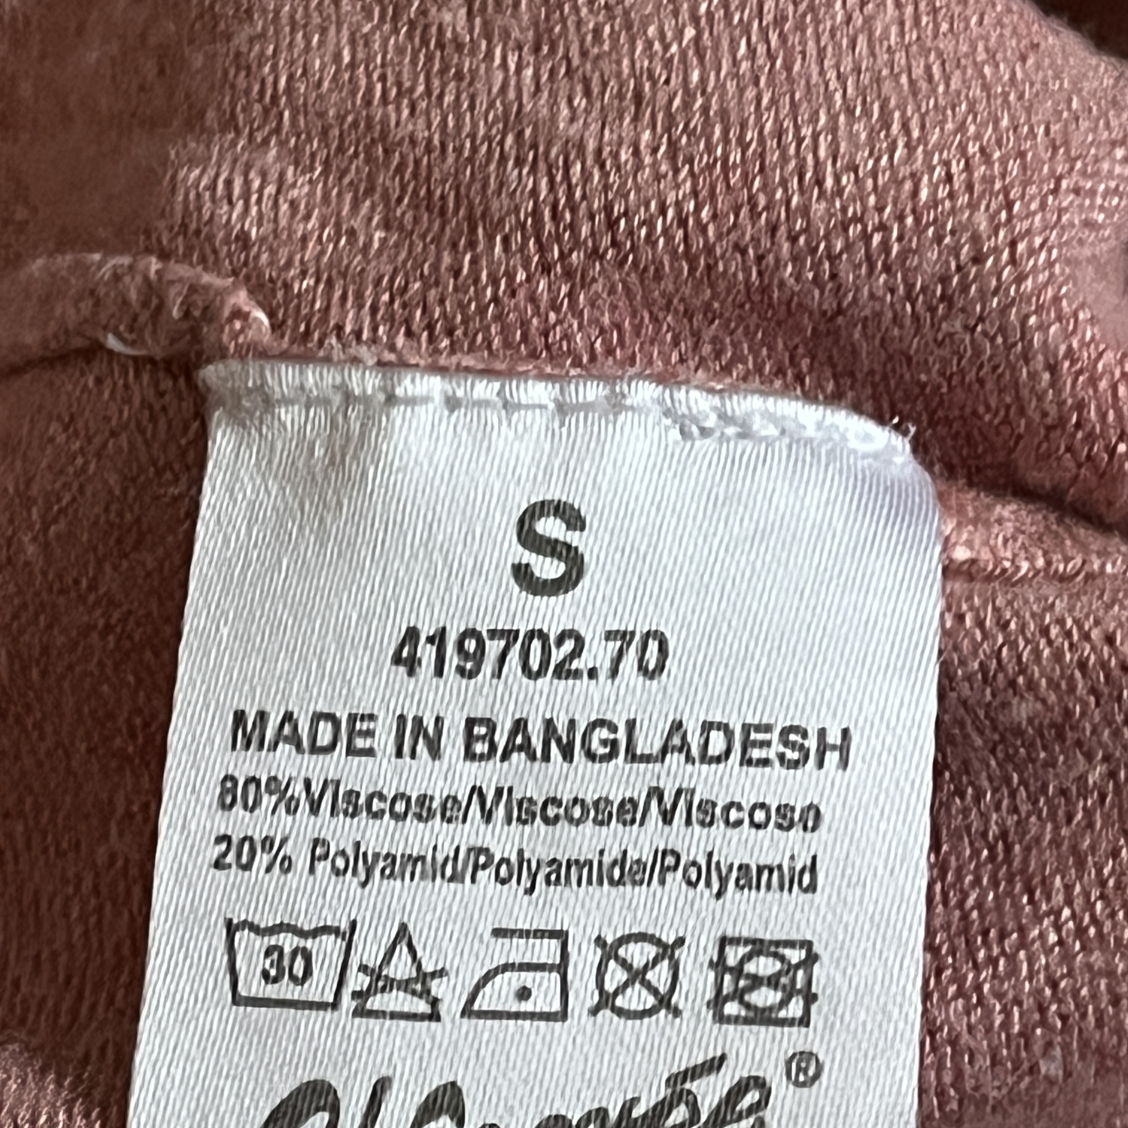 S
419702.70
MADE IN BANGLADESH
80%Viscose/Viscose/Viscose
20% Polyamid/Polyamide/Polyamid
30
®